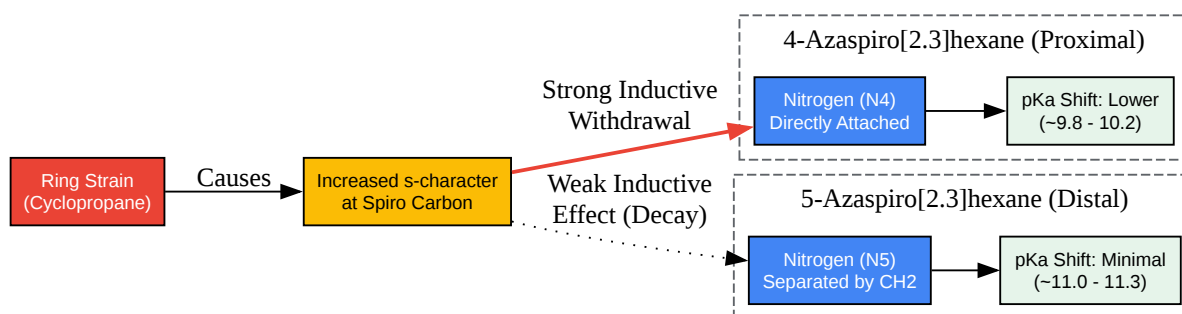 Ring Strain
(Cyclopropane)
Causes
Increased s-character
at Spiro Carbon
Strong Inductive
Withdrawal
Weak Inductive
Effect (Decay)
4-Azaspiro[2.3]hexane (Proximal)
Nitrogen (N4)
Directly Attached
pKa Shift: Lower
(~9.8 - 10.2)
5-Azaspiro[2.3]hexane (Distal)
Nitrogen (N5)
Separated by CH2
pKa Shift: Minimal
(~11.0 - 11.3)